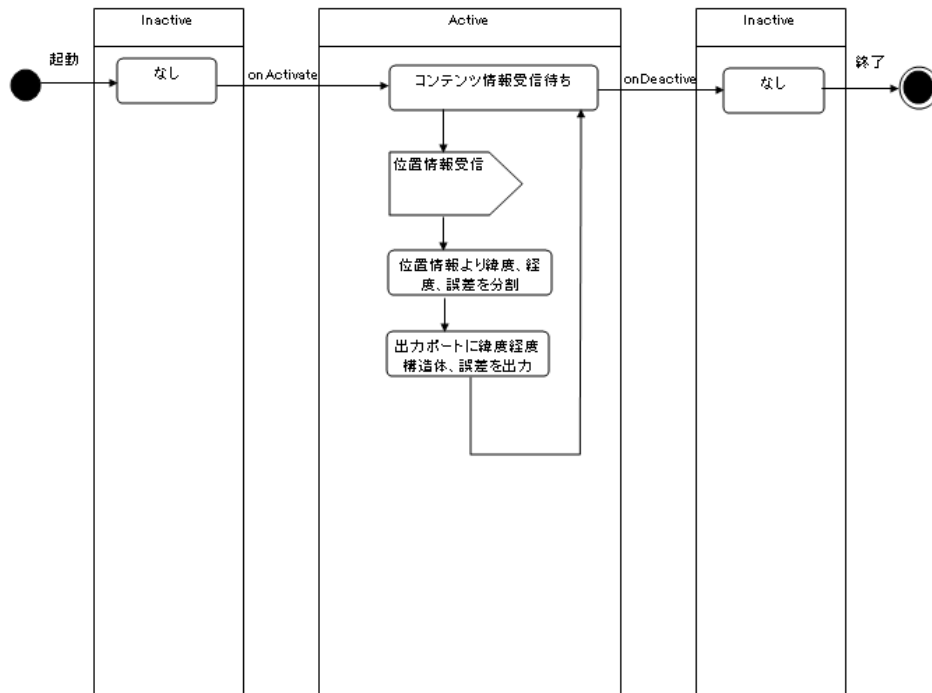 Inactive
Active
Inactive
起動
なし
onActivate
コンテンツ情報受信待ち
onDeactive
なし
終了
位置情報受信
位置情報より緯度、経
度、誤差を分割
出力ポートに緯度経度
構造体、誤差を出力